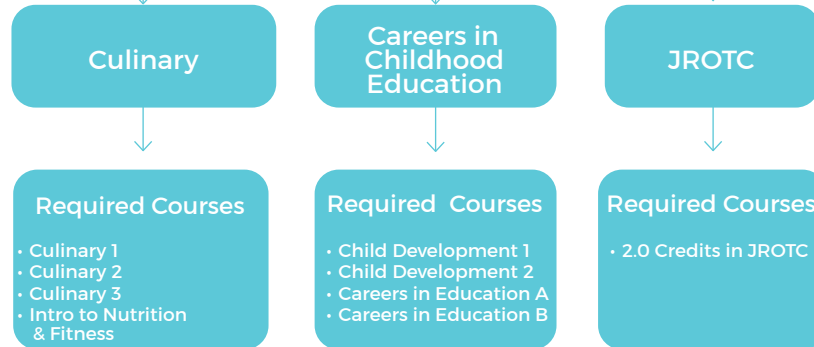 Culinary
Careers in
Childhood
Education
JROTC
Required Courses
• Culinary 1
• Culinary 2
• Culinary 3
• Intro to Nutrition
& Fitness
Required Courses
• Child Development 1
• Child Development 2
• Careers in Education A
• Careers in Education B
Required Courses
• 2.0 Credits in JROTC